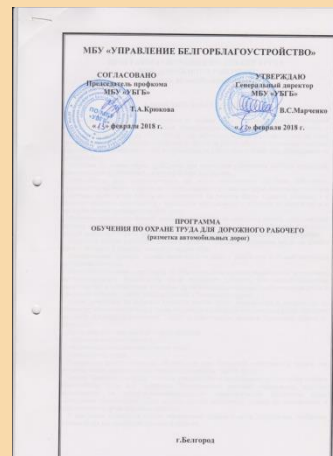 МБУ «УПРАВЛЕНИЕ БЕЛГОРБЛАГОУСТРОЙСТВО»
СОГЛАСОВАНО
Председатель профкома
МБУ «УБГБ»
Т.А.Крюкова
февраля 2018 г.
УТВЕРЖДАЮ
Генеральный директор
МБУ «УБГБ»
В.С.Марченко
февраля 2018 г.
ПРОГРАММА
ОБУЧЕНИЯ ПО ОХРАНЕ ТРУДА ДЛЯ ДОРОЖНОГО РАБОЧЕГО
(разметка автомобильных дорог)
г.Белгород